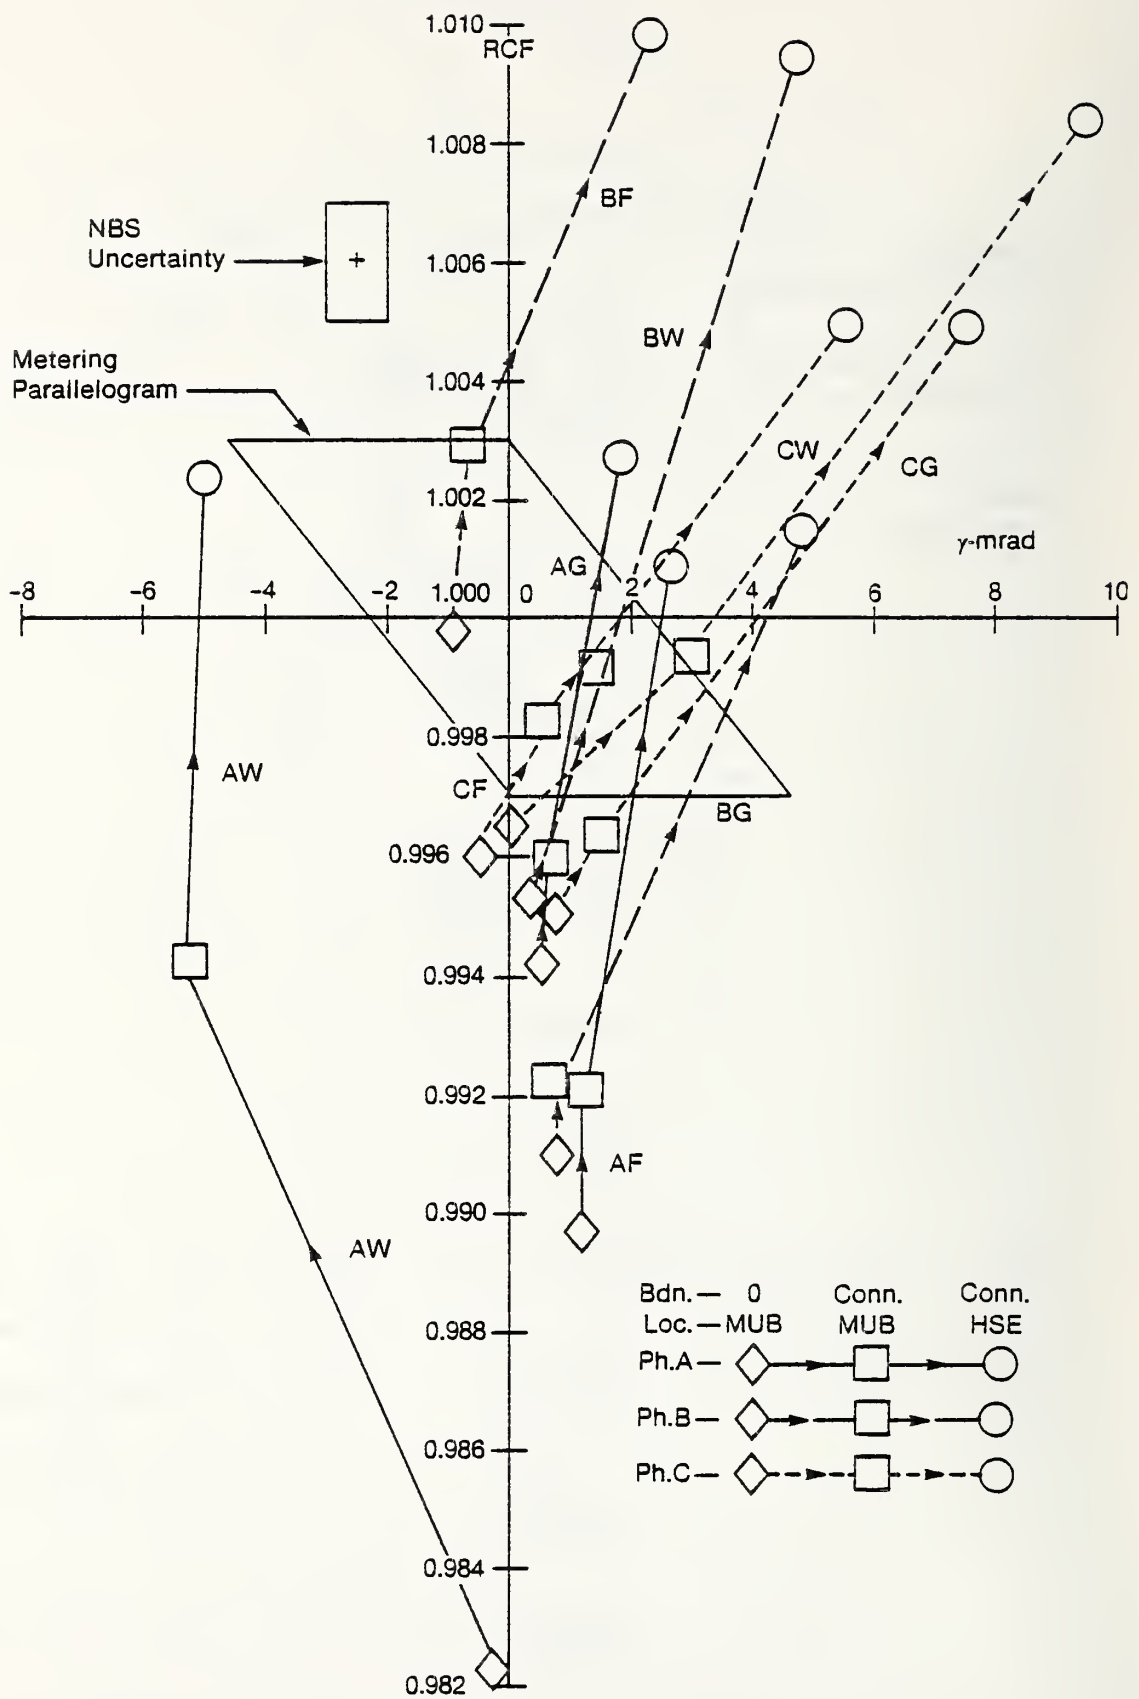 1.010
RCF
1.008
BF
NBS
Uncertainty
+
1.006
BW
Metering
Parallelogram
1.004
CW
CG
1.002
γ-mrad
AG
-8 -6 -4 -2 1.000 0 2 4 6 8 10
0.998
AW
CF
BG
0.996
0.994
0.992
AF
0.990
AW
Bdn.— 0 Conn. Conn.
Loc.—MUB MUB HSE
0.988
Ph.A—
Ph.B—
0.986
Ph.C—
0.984
0.982